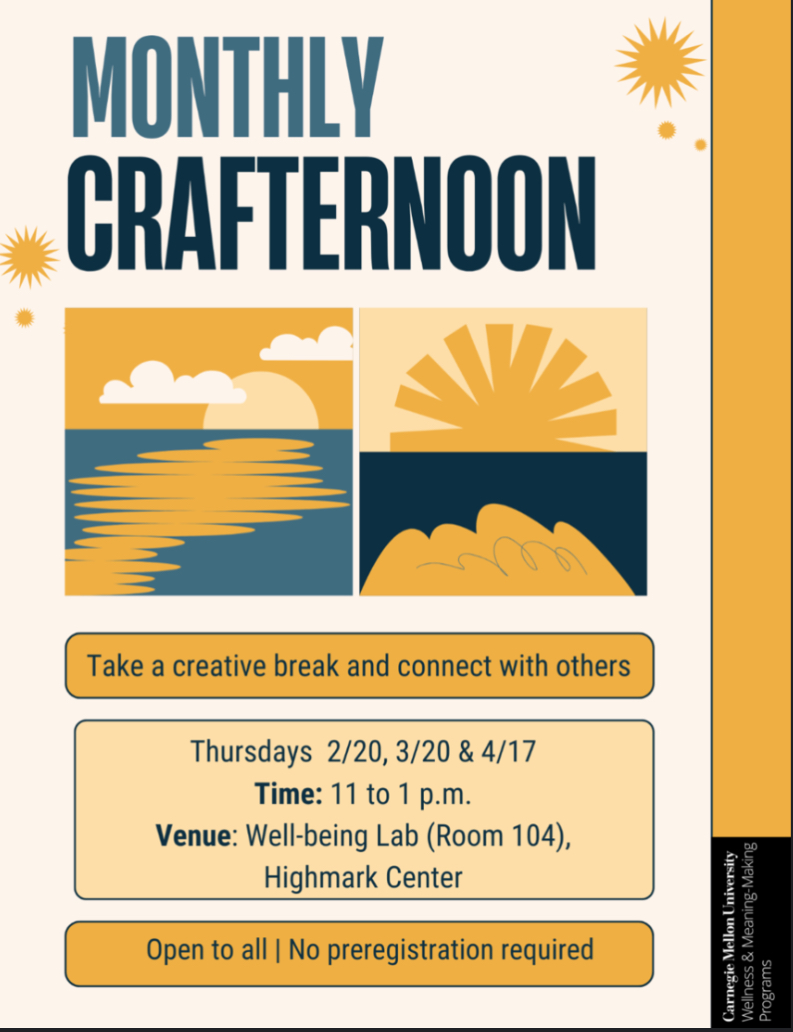 MONTHLY
CRAFTERNOON
Take a creative break and connect with others
Thursdays  2/20, 3/20 & 4/17
Time: 11 to 1 p.m.
Venue: Well-being Lab (Room 104),
Highmark Center
Open to all | No preregistration required
Carnegie Mellon University
Wellness & Meaning-Making
Programs